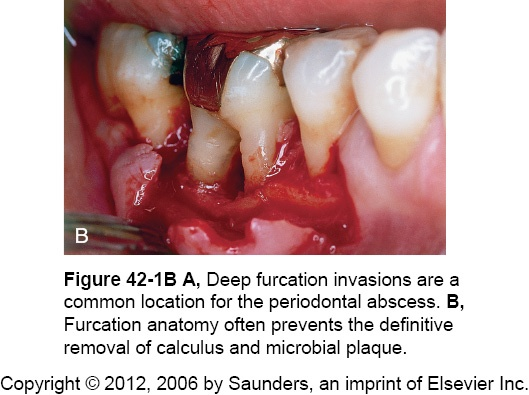 B
Figure 42-1B A, Deep furcation invasions are a
common location for the periodontal abscess. B,
Furcation anatomy often prevents the definitive
removal of calculus and microbial plaque.
Copyright © 2012, 2006 by Saunders, an imprint of Elsevier Inc.